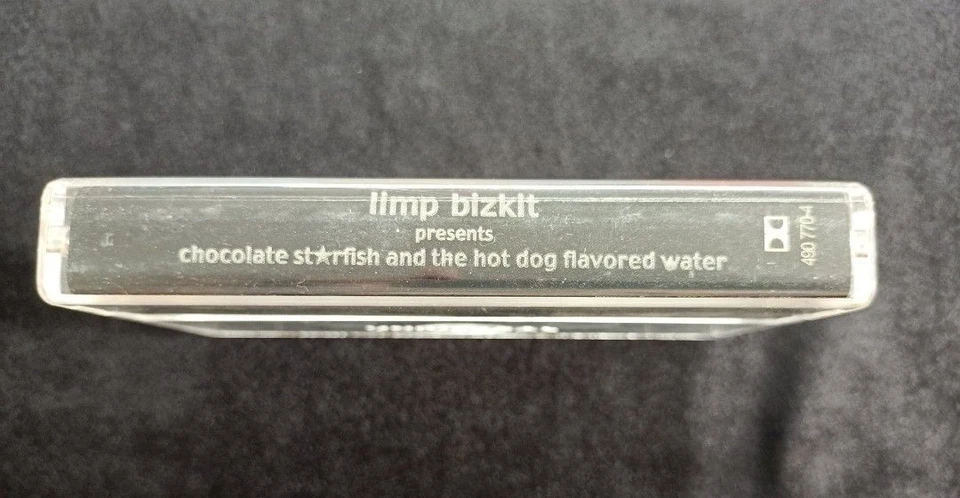 limp bizkit
presents
chocolate st★rfish and the hot dog flavored water
490 770-4